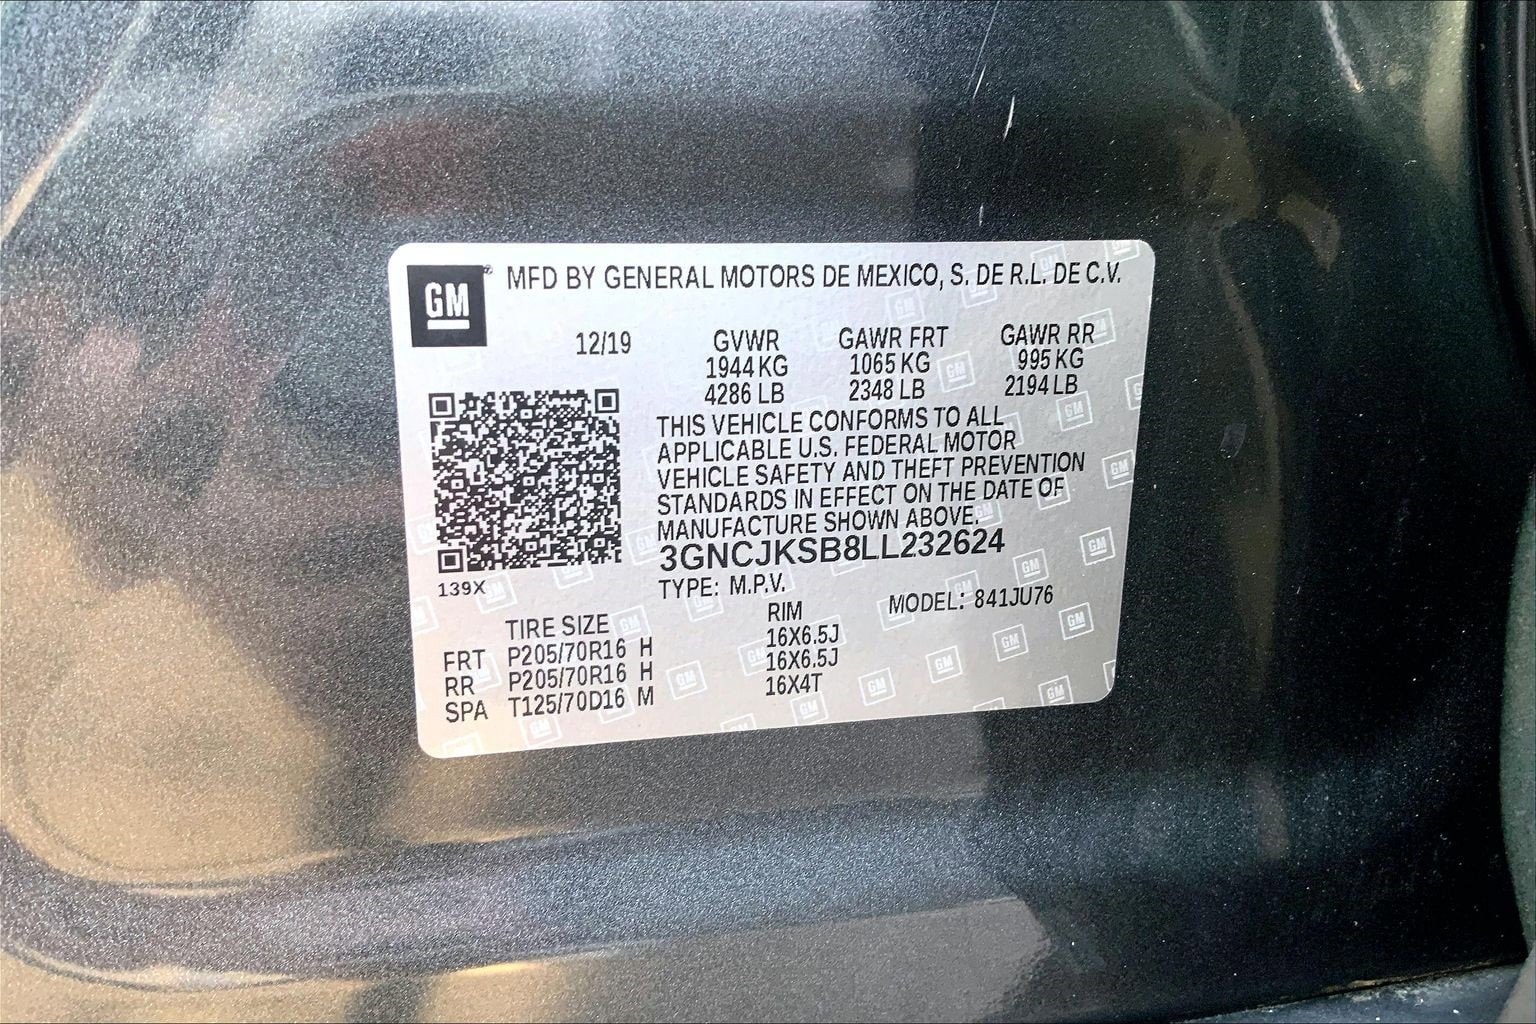 GM
MFD BY GENERAL MOTORS DE MEXICO, S. DE R.L. DE C.V.
12/19
GVWR GAWR FRT GAWR RR
1944 KG 1065 KG 995 KG
4286 LB 2348 LB 2194 LB
THIS VEHICLE CONFORMS TO ALL
APPLICABLE U.S. FEDERAL MOTOR
VEHICLE SAFETY AND THEFT PREVENTION
STANDARDS IN EFFECT ON THE DATE OF
MANUFACTURE SHOWN ABOVE.
3GNCJKSB8LL232624
139X
TYPE: M.P.V. MODEL: 841JU76
TIRE SIZE RIM
FRT P205/70R16 H 16X6.5J
RR P205/70R16 H 16X6.5J
SPA T125/70D16 M 16X4T